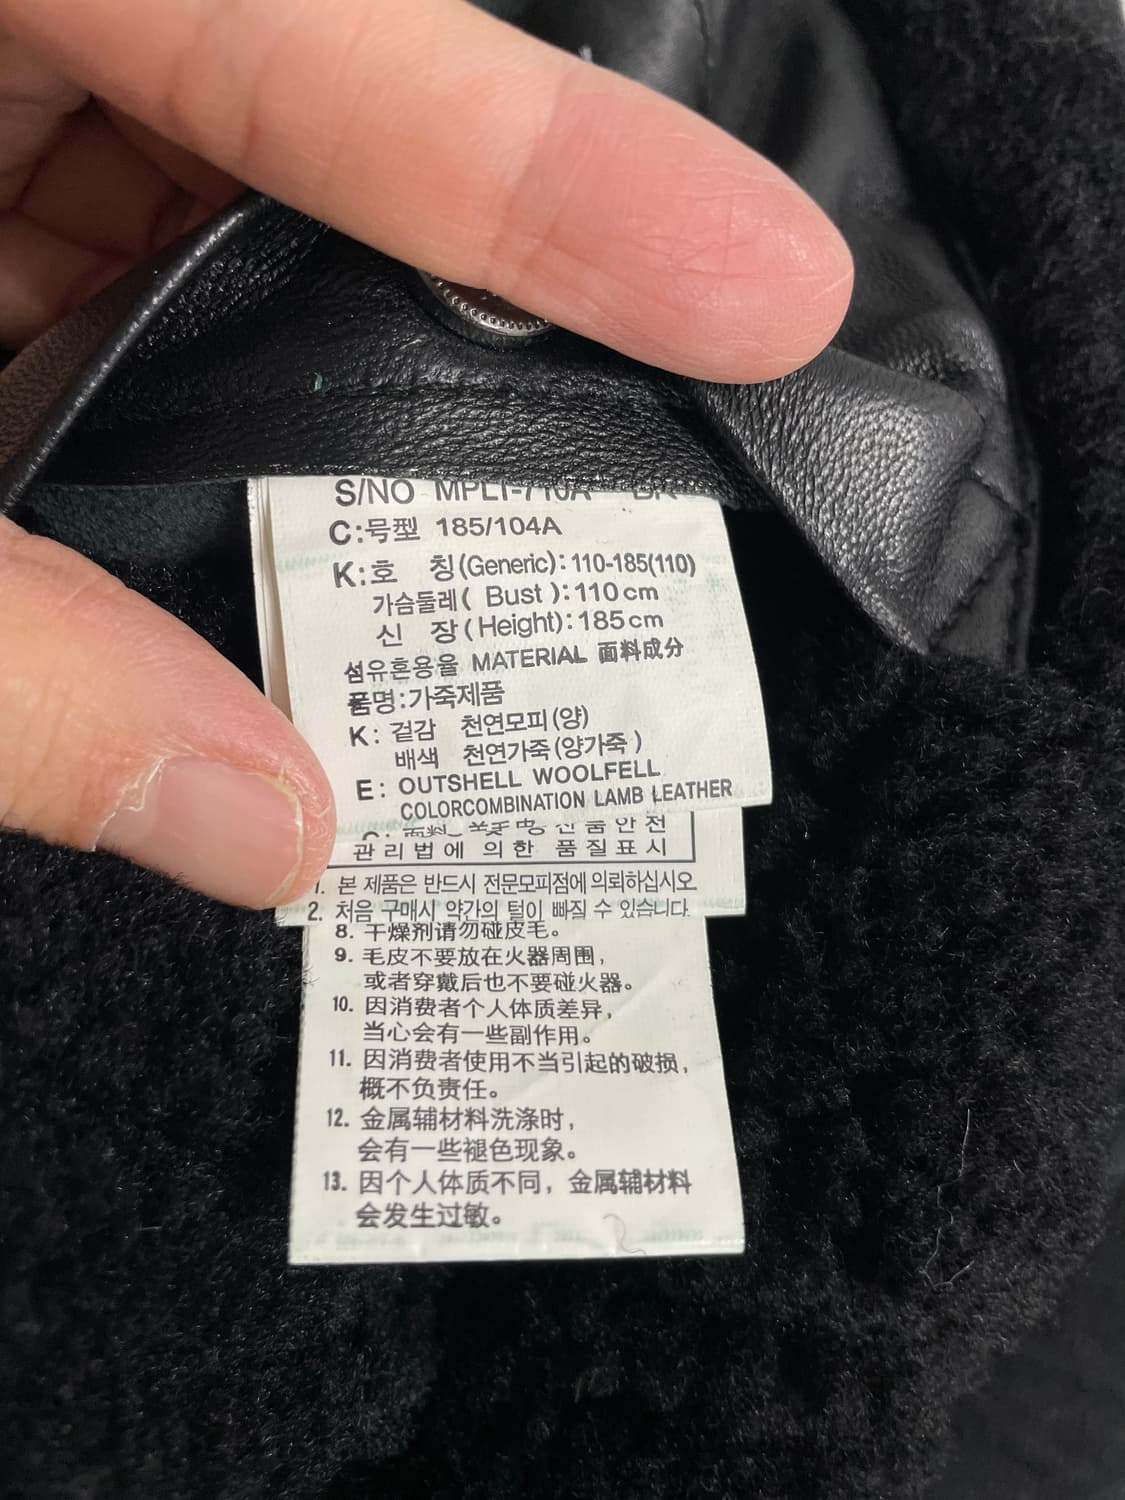 S/NO MPLT-710A BK
C:号型 185/104A
K:호 칭(Generic):110-185(110)
가슴둘레( Bust ):110cm
신 장(Height):185cm
섬유혼용율 MATERIAL 面料成分
품명:가죽제품
K: 겉감 천연모피(양)
배색 천연가죽(양가죽)
E: OUTSHELL WOOLFELL
COLORCOMBINATION LAMB LEATHER
관리법에 의한 품질표시
1. 본 제품은 반드시 전문모피점에 의뢰하십시오
2. 처음 구매시 약간의 털이 빠질 수 있습니다.
8. 干燥剂请勿碰皮毛。
9. 毛皮不要放在火器周围,
或者穿戴后也不要碰火器。
10. 因消费者个人体质差异,
当心会有一些副作用。
11. 因消费者使用不当引起的破损,
概不负责任。
12. 金属辅材料洗涤时,
会有一些褪色现象。
13. 因个人体质不同, 金属辅材料
会发生过敏。